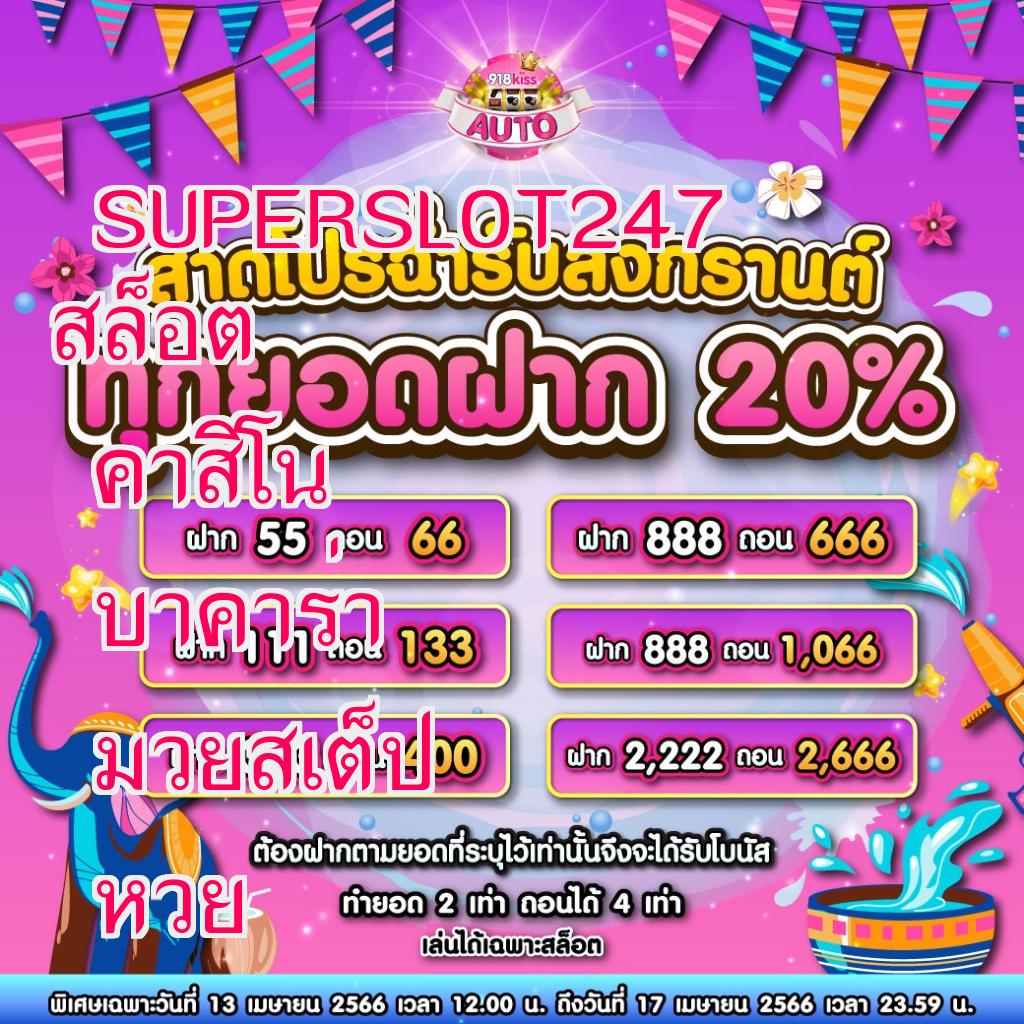 918kiss
AUTO
SUPERSLOT247
สาดโปรฉ่ำรับสงกรานต์
สล็อต
ทุกยอดฝาก 20%
คาสิโน
ฝาก 55 ถอน 66
ฝาก 888 ถอน 666
บาคาร่า
ฝาก 111 ถอน 133
ฝาก 888 ถอน 1,066
มวยสเต็ป
400
ฝาก 2,222 ถอน 2,666
ต้องฝากตามยอดที่ระบุไว้เท่านั้นจึงจะได้รับโบนัส
หวย
ทำยอด 2 เท่า ถอนได้ 4 เท่า
เล่นได้เฉพาะสล็อต
พิเศษเฉพาะวันที่ 13 เมษายน 2566 เวลา 12.00 น. ถึงวันที่ 17 เมษายน 2566 เวลา 23.59 น.